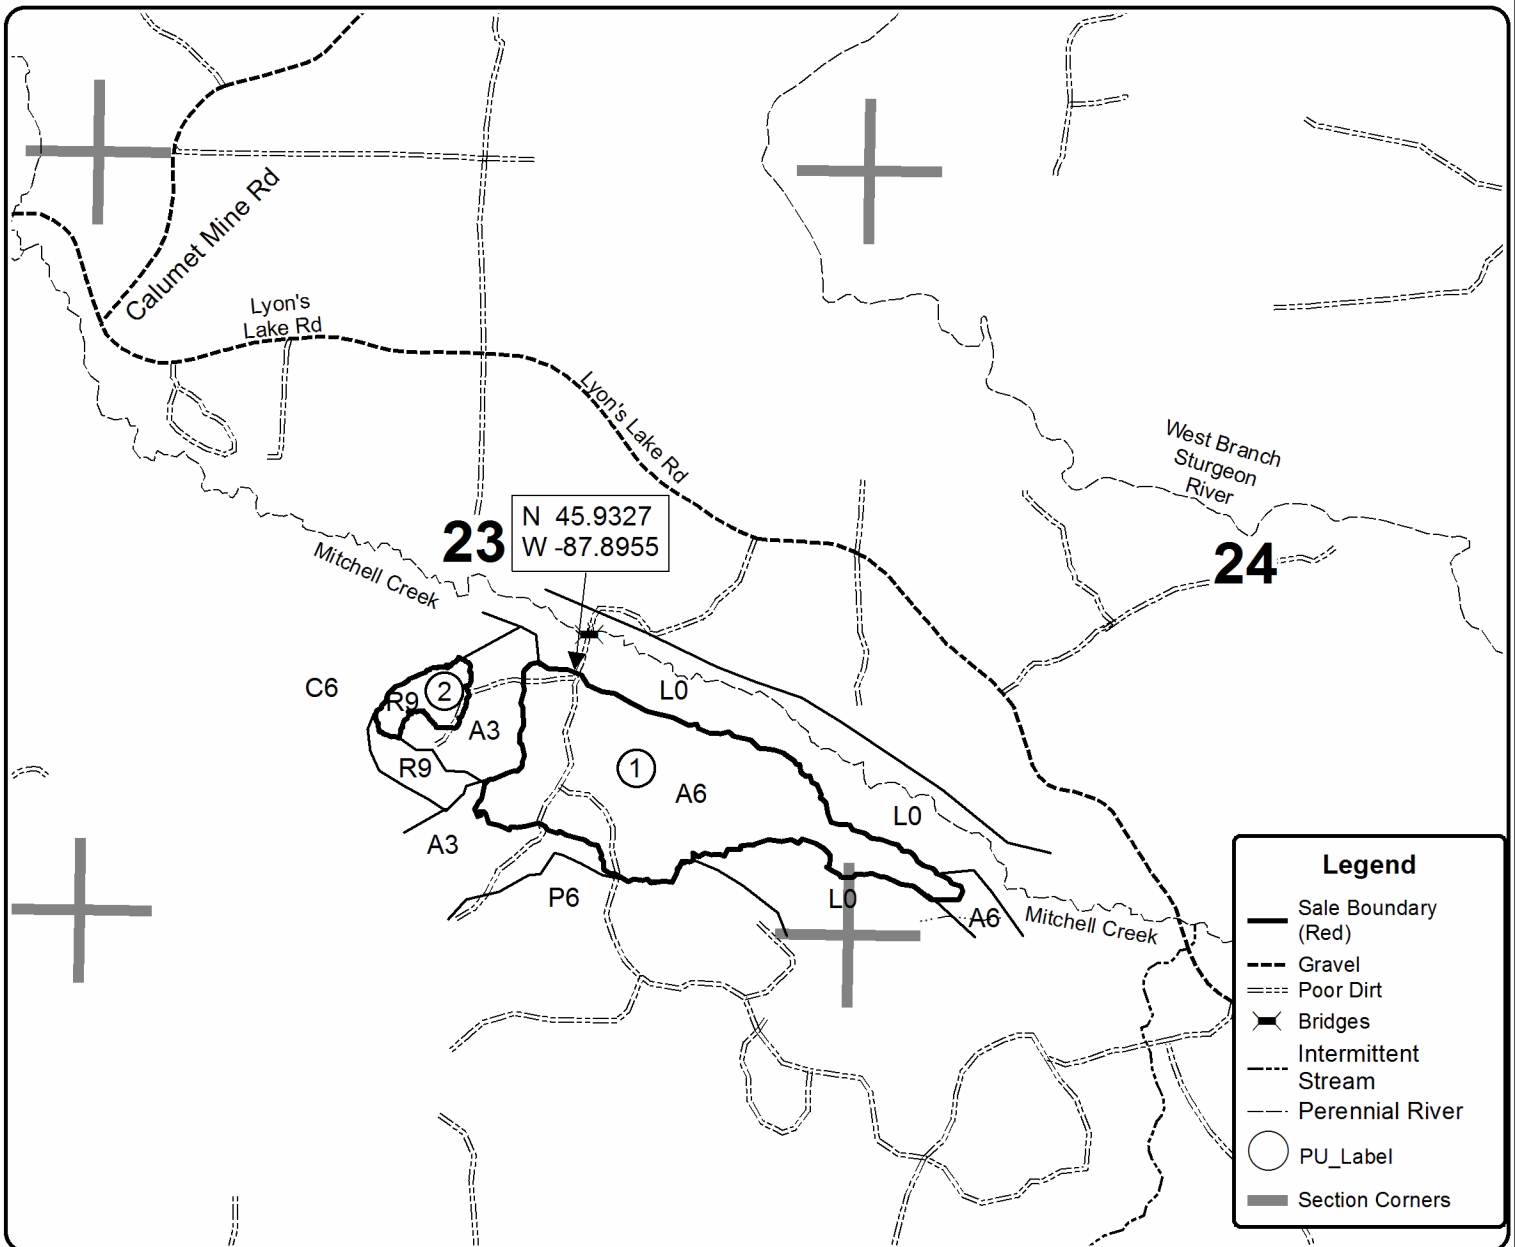 Calumet Mine Rd
Lyon's
Lake Rd
Lyon's Lake Rd
West Branch
Sturgeon
River
23
N 45.9327
W -87.8955
24
Mitchell Creek
C6
R9
2
L0
A3
R9
1
A6
L0
A3
P6
L0
A6
Mitchell Creek
Legend
Sale Boundary
(Red)
Gravel
Poor Dirt
Bridges
Intermittent
Stream
Perennial River
PU_Label
Section Corners